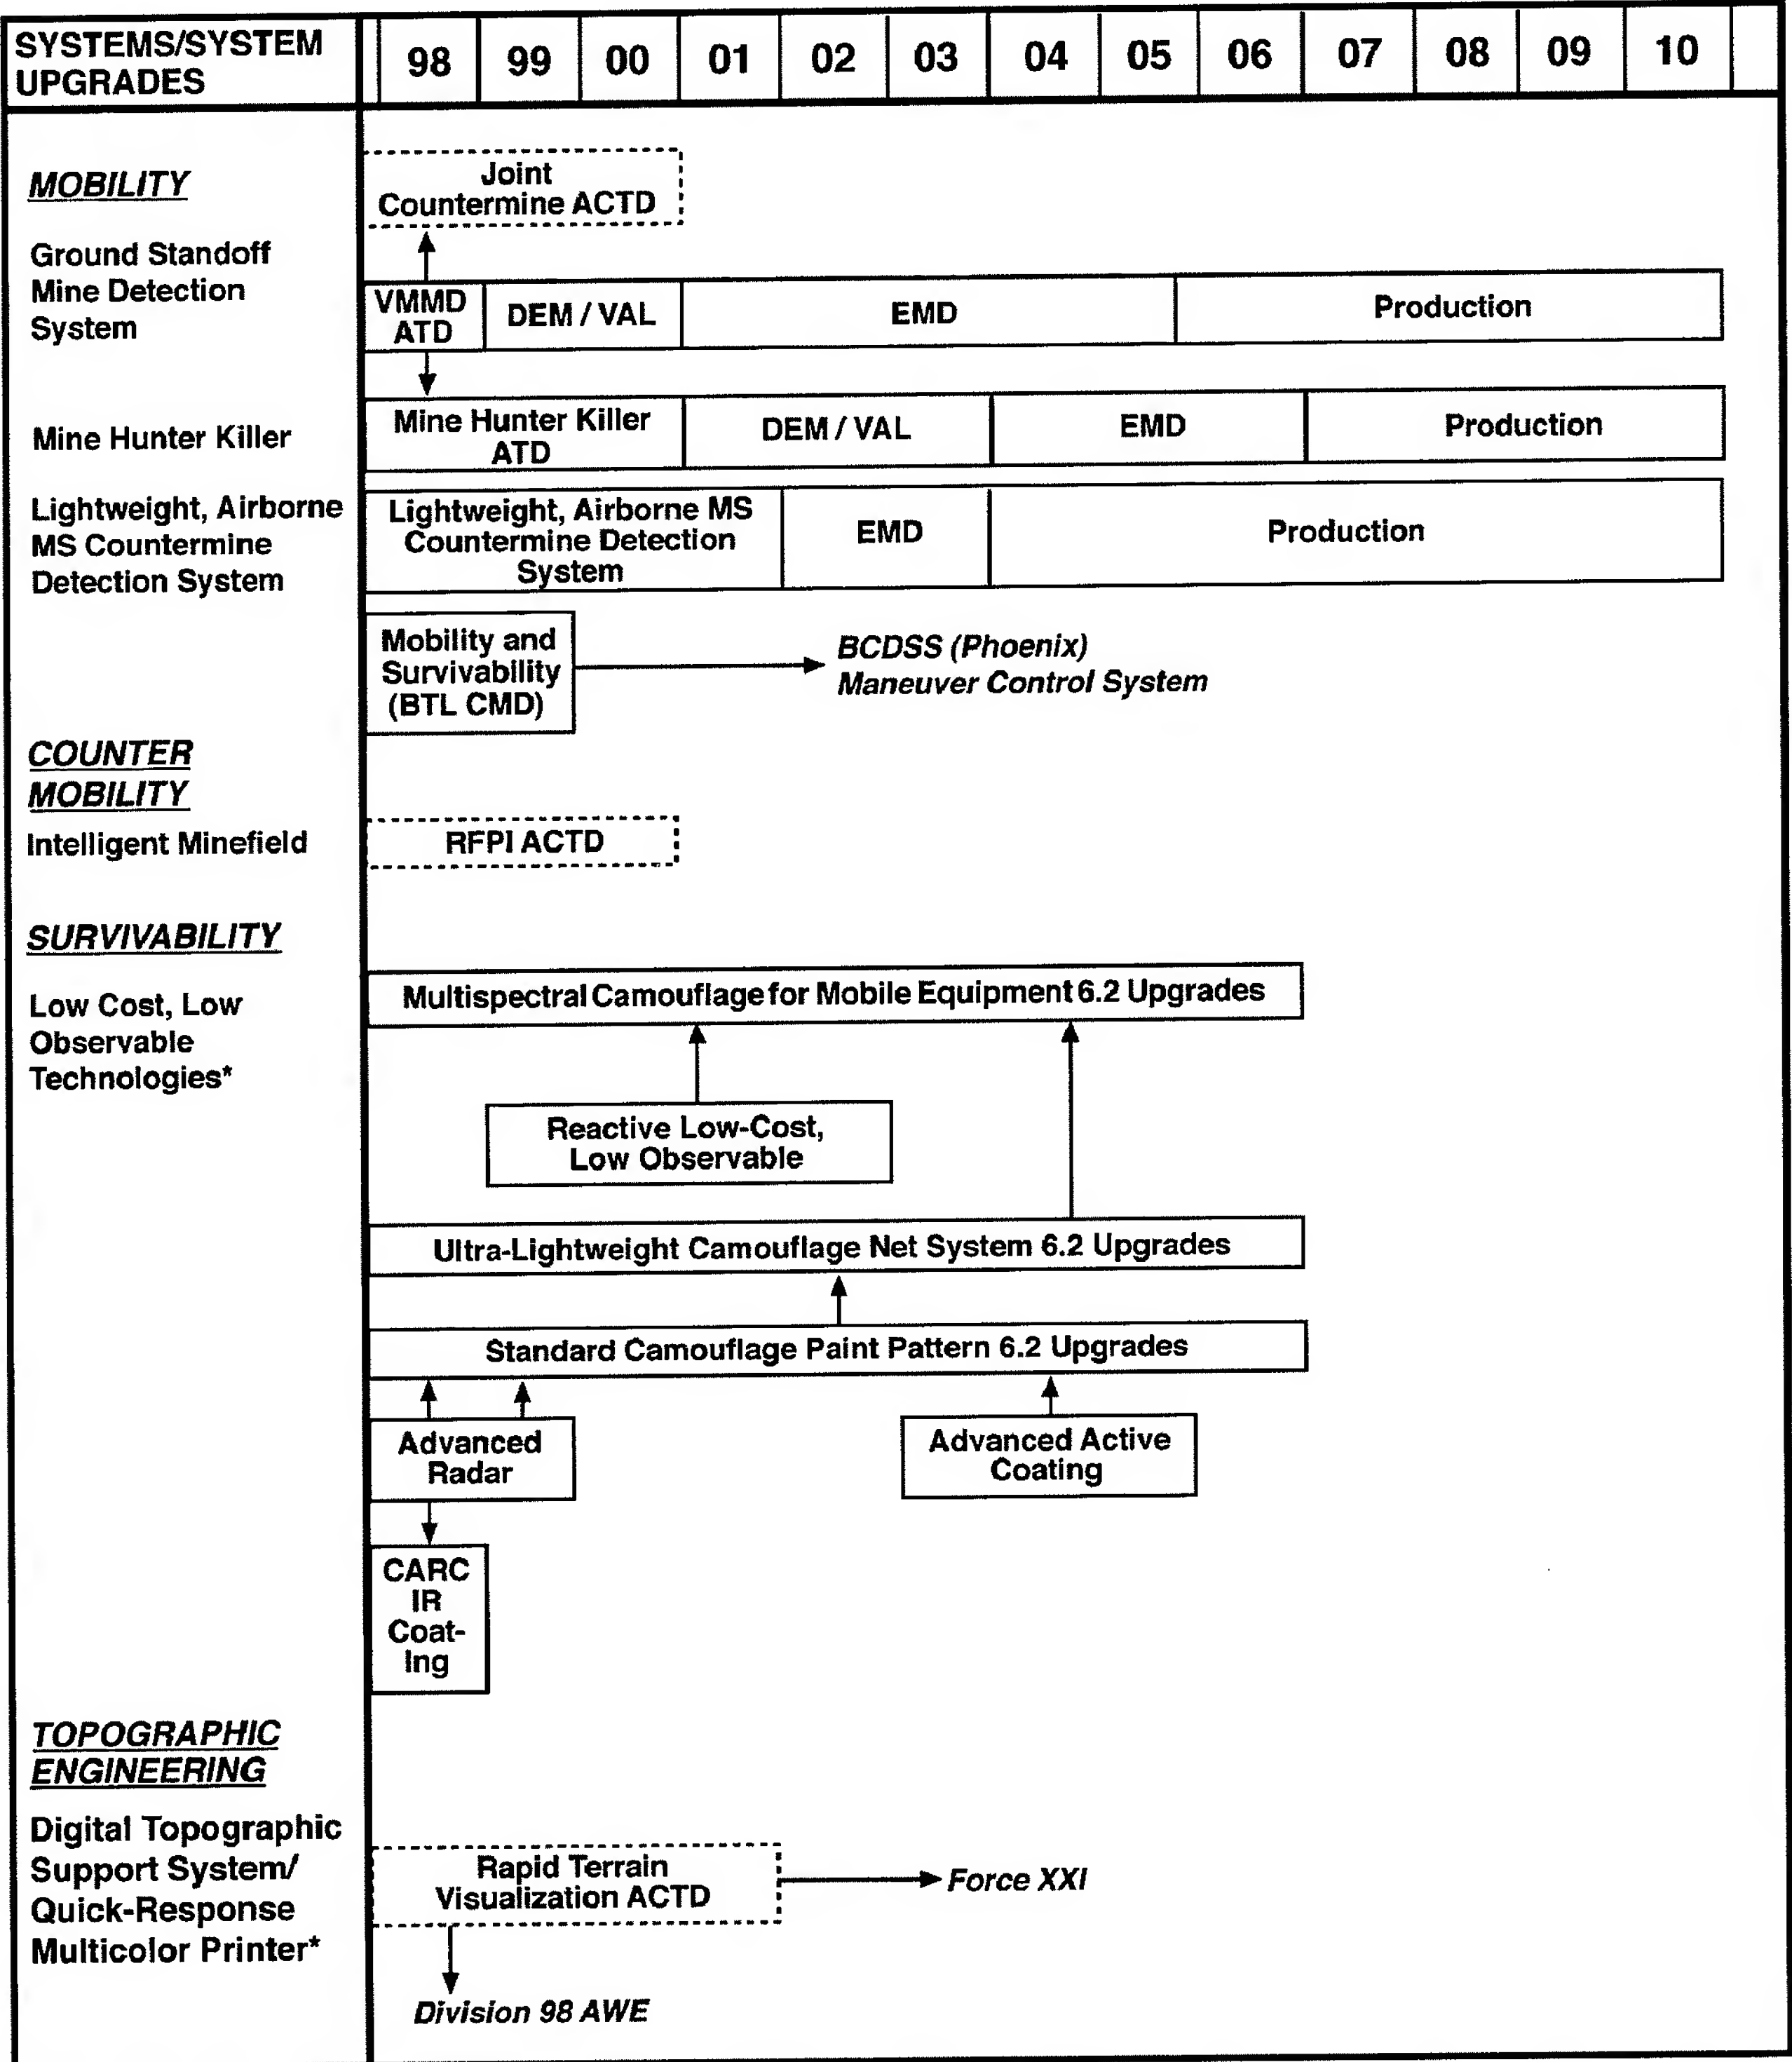 SYSTEMS/SYSTEM
UPGRADES
98 99 00 01 02 03 04 05 06 07 08 09 10
MOBILITY
Joint
Countermine ACTD
Ground Standoff
Mine Detection
System
VMMD
ATD
DEM / VAL
EMD
Production
Mine Hunter Killer
Mine Hunter Killer
ATD
DEM / VAL
EMD
Production
Lightweight, Airborne
MS Countermine
Detection System
Lightweight, Airborne MS
Countermine Detection
System
EMD
Production
Mobility and
Survivability
(BTL CMD)
BCDSS (Phoenix)
Maneuver Control System
COUNTER
MOBILITY
Intelligent Minefield
RFPI ACTD
SURVIVABILITY
Low Cost, Low
Observable
Technologies*
Multispectral Camouflage for Mobile Equipment 6.2 Upgrades
Reactive Low-Cost,
Low Observable
Ultra-Lightweight Camouflage Net System 6.2 Upgrades
Standard Camouflage Paint Pattern 6.2 Upgrades
Advanced
Radar
Advanced Active
Coating
CARC
IR
Coat-
Ing
TOPOGRAPHIC
ENGINEERING
Digital Topographic
Support System/
Quick-Response
Multicolor Printer*
Rapid Terrain
Visualization ACTD
Force XXI
Division 98 AWE